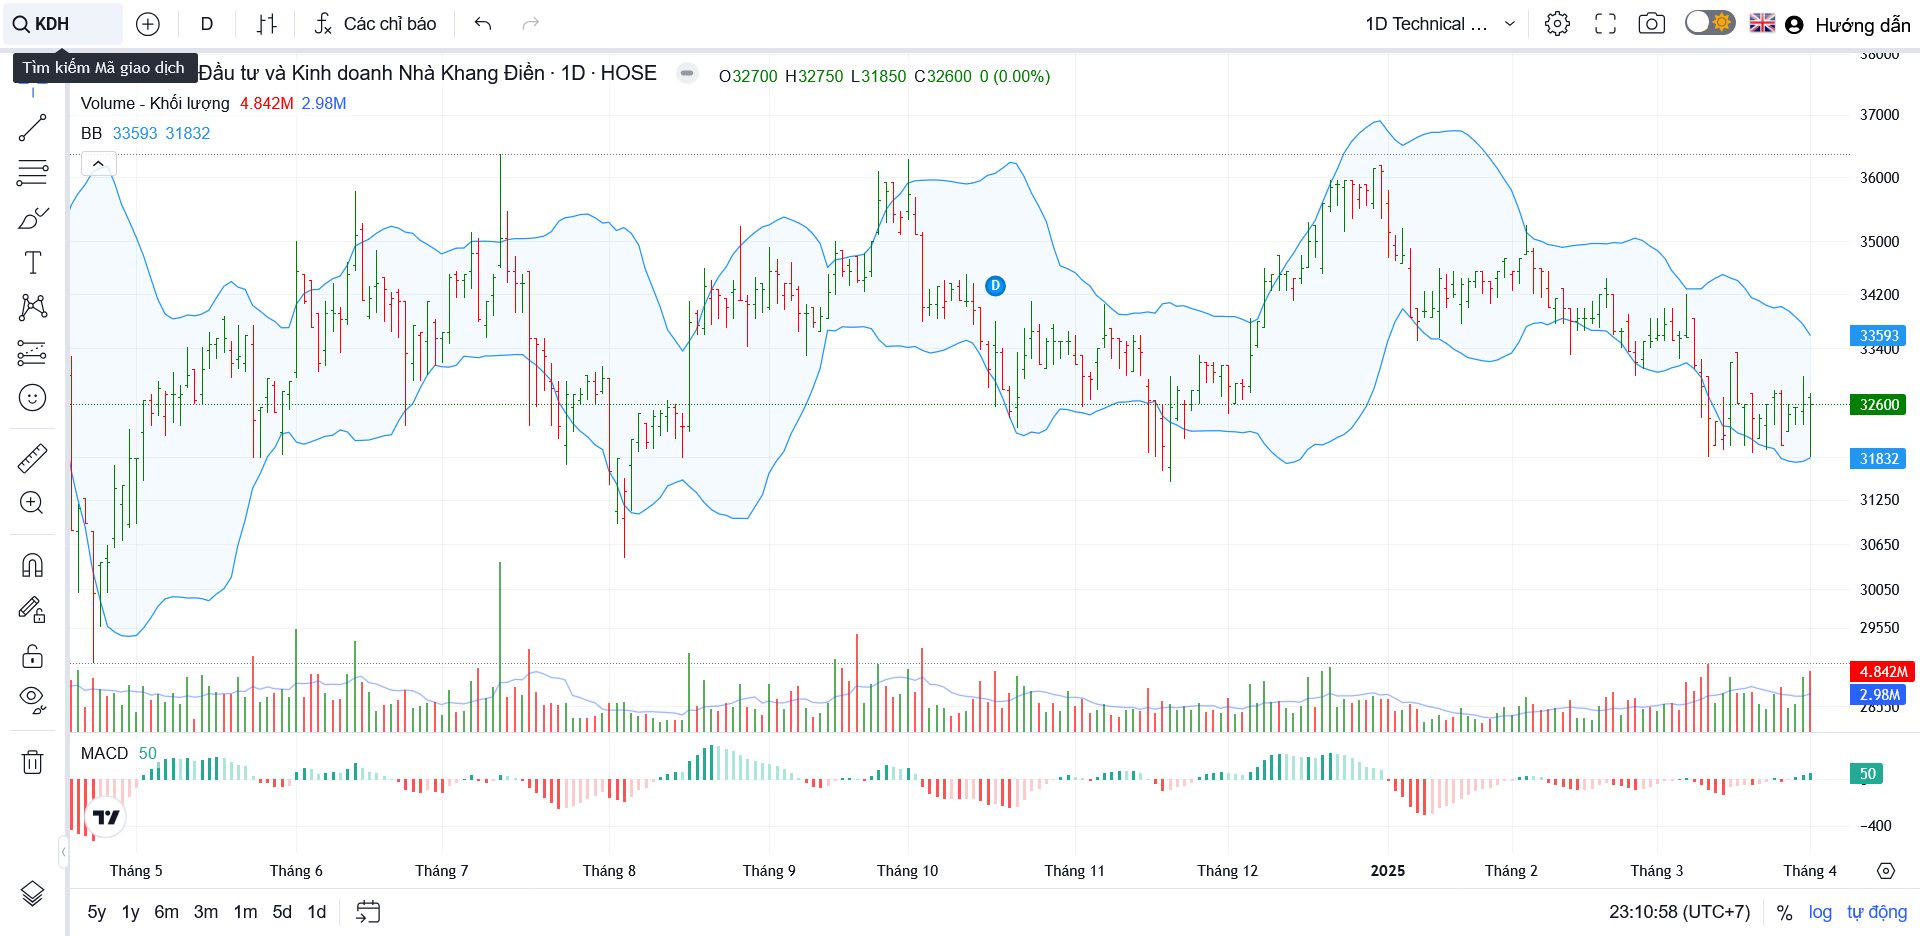 KDH
D
Các chỉ báo
1D Technical ...
Hướng dẫn
Tìm kiếm Mã giao dịch
Đầu tư và Kinh doanh Nhà Khang Điền · 1D · HOSE
O32700 H32750 L31850 C32600 0 (0.00%)
Volume - Khối lượng 4.842M 2.98M
BB 33593 31832
D
38000
37000
36000
35000
34200
33593
33400
32600
31832
31250
30650
30050
29550
4.842M
2.98M
28550
MACD 50
50
−400
Tháng 5
Tháng 6
Tháng 7
Tháng 8
Tháng 9
Tháng 10
Tháng 11
Tháng 12
2025
Tháng 2
Tháng 3
Tháng 4
5y 1y 6m 3m 1m 5d 1d
23:10:58 (UTC+7)
% log tự động